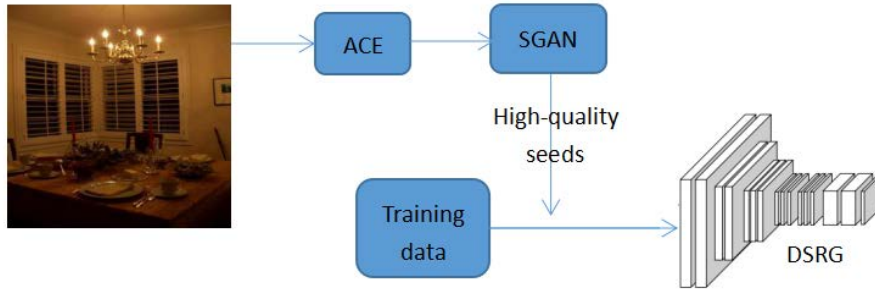 ACE
SGAN
High-quality
seeds
Training
data
DSRG